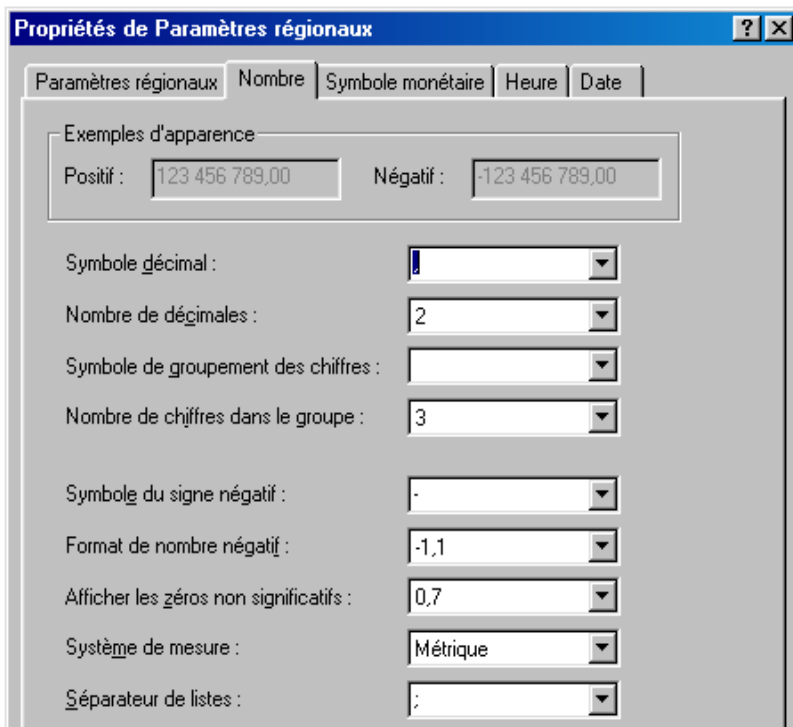 Propriétés de Paramètres régionaux
Paramètres régionaux Nombre Symbole monétaire Heure Date
Exemples d'apparence
Positif : 123 456 789,00 Négatif : -123 456 789,00
Symbole décimal : ,
Nombre de décimales : 2
Symbole de groupement des chiffres :
Nombre de chiffres dans le groupe : 3
Symbole du signe négatif : -
Format de nombre négatif : -1,1
Afficher les zéros non significatifs : 0,7
Système de mesure : Métrique
Séparateur de listes : ;